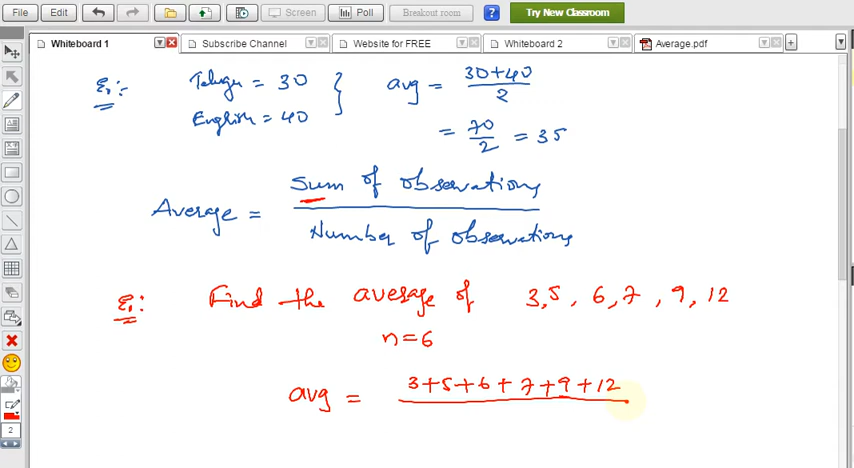 File Edit Screen Poll Breakout room ? Try New Classroom
Whiteboard 1 Subscribe Channel Website for FREE Whiteboard 2 Average.pdf
Ex:- Telugu = 30 } avg = 30+40 / 2
English = 40
= 70 / 2 = 35
Average = Sum of observations / Number of observations
Ex: Find the average of 3, 5, 6, 7, 9, 12
n=6
avg = 3+5+6+7+9+12
2